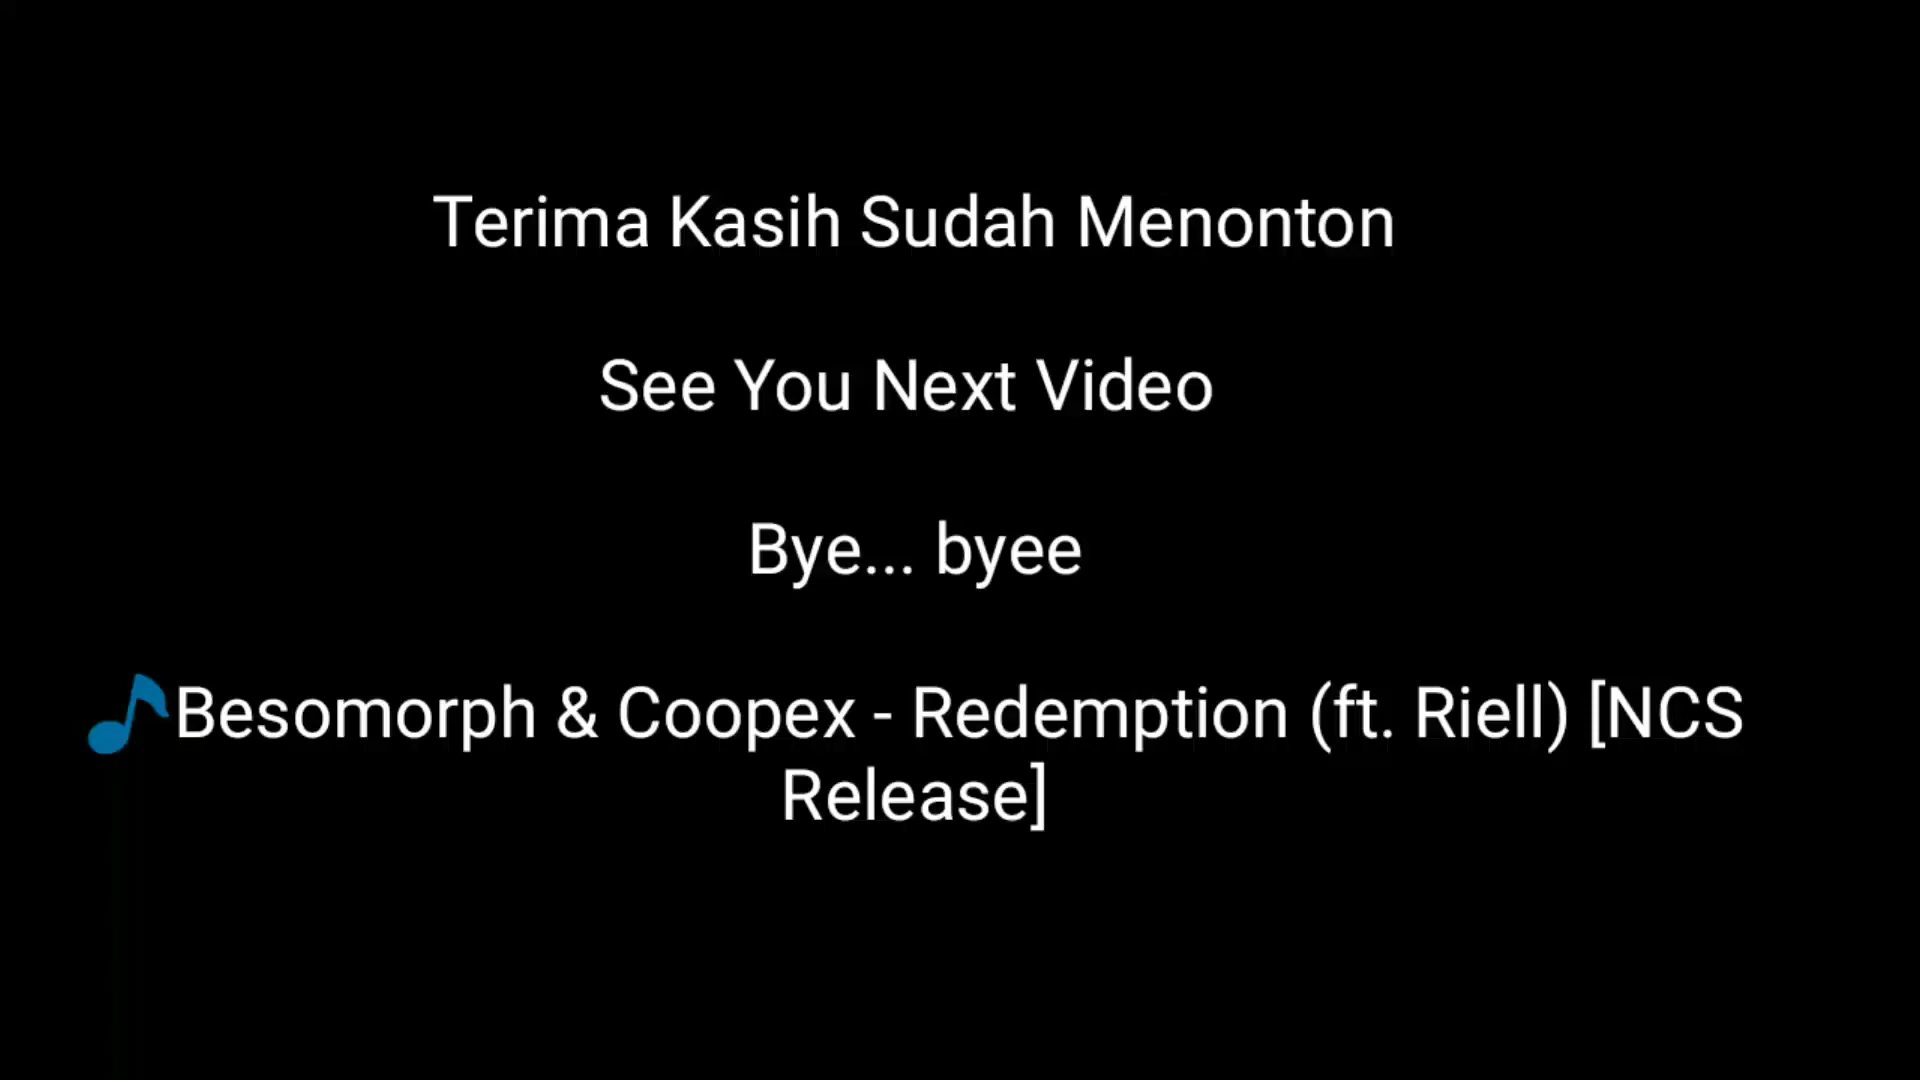 Terima Kasih Sudah Menonton
See You Next Video
Bye... byee
🎵Besomorph & Coopex - Redemption (ft. Riell) [NCS
Release]